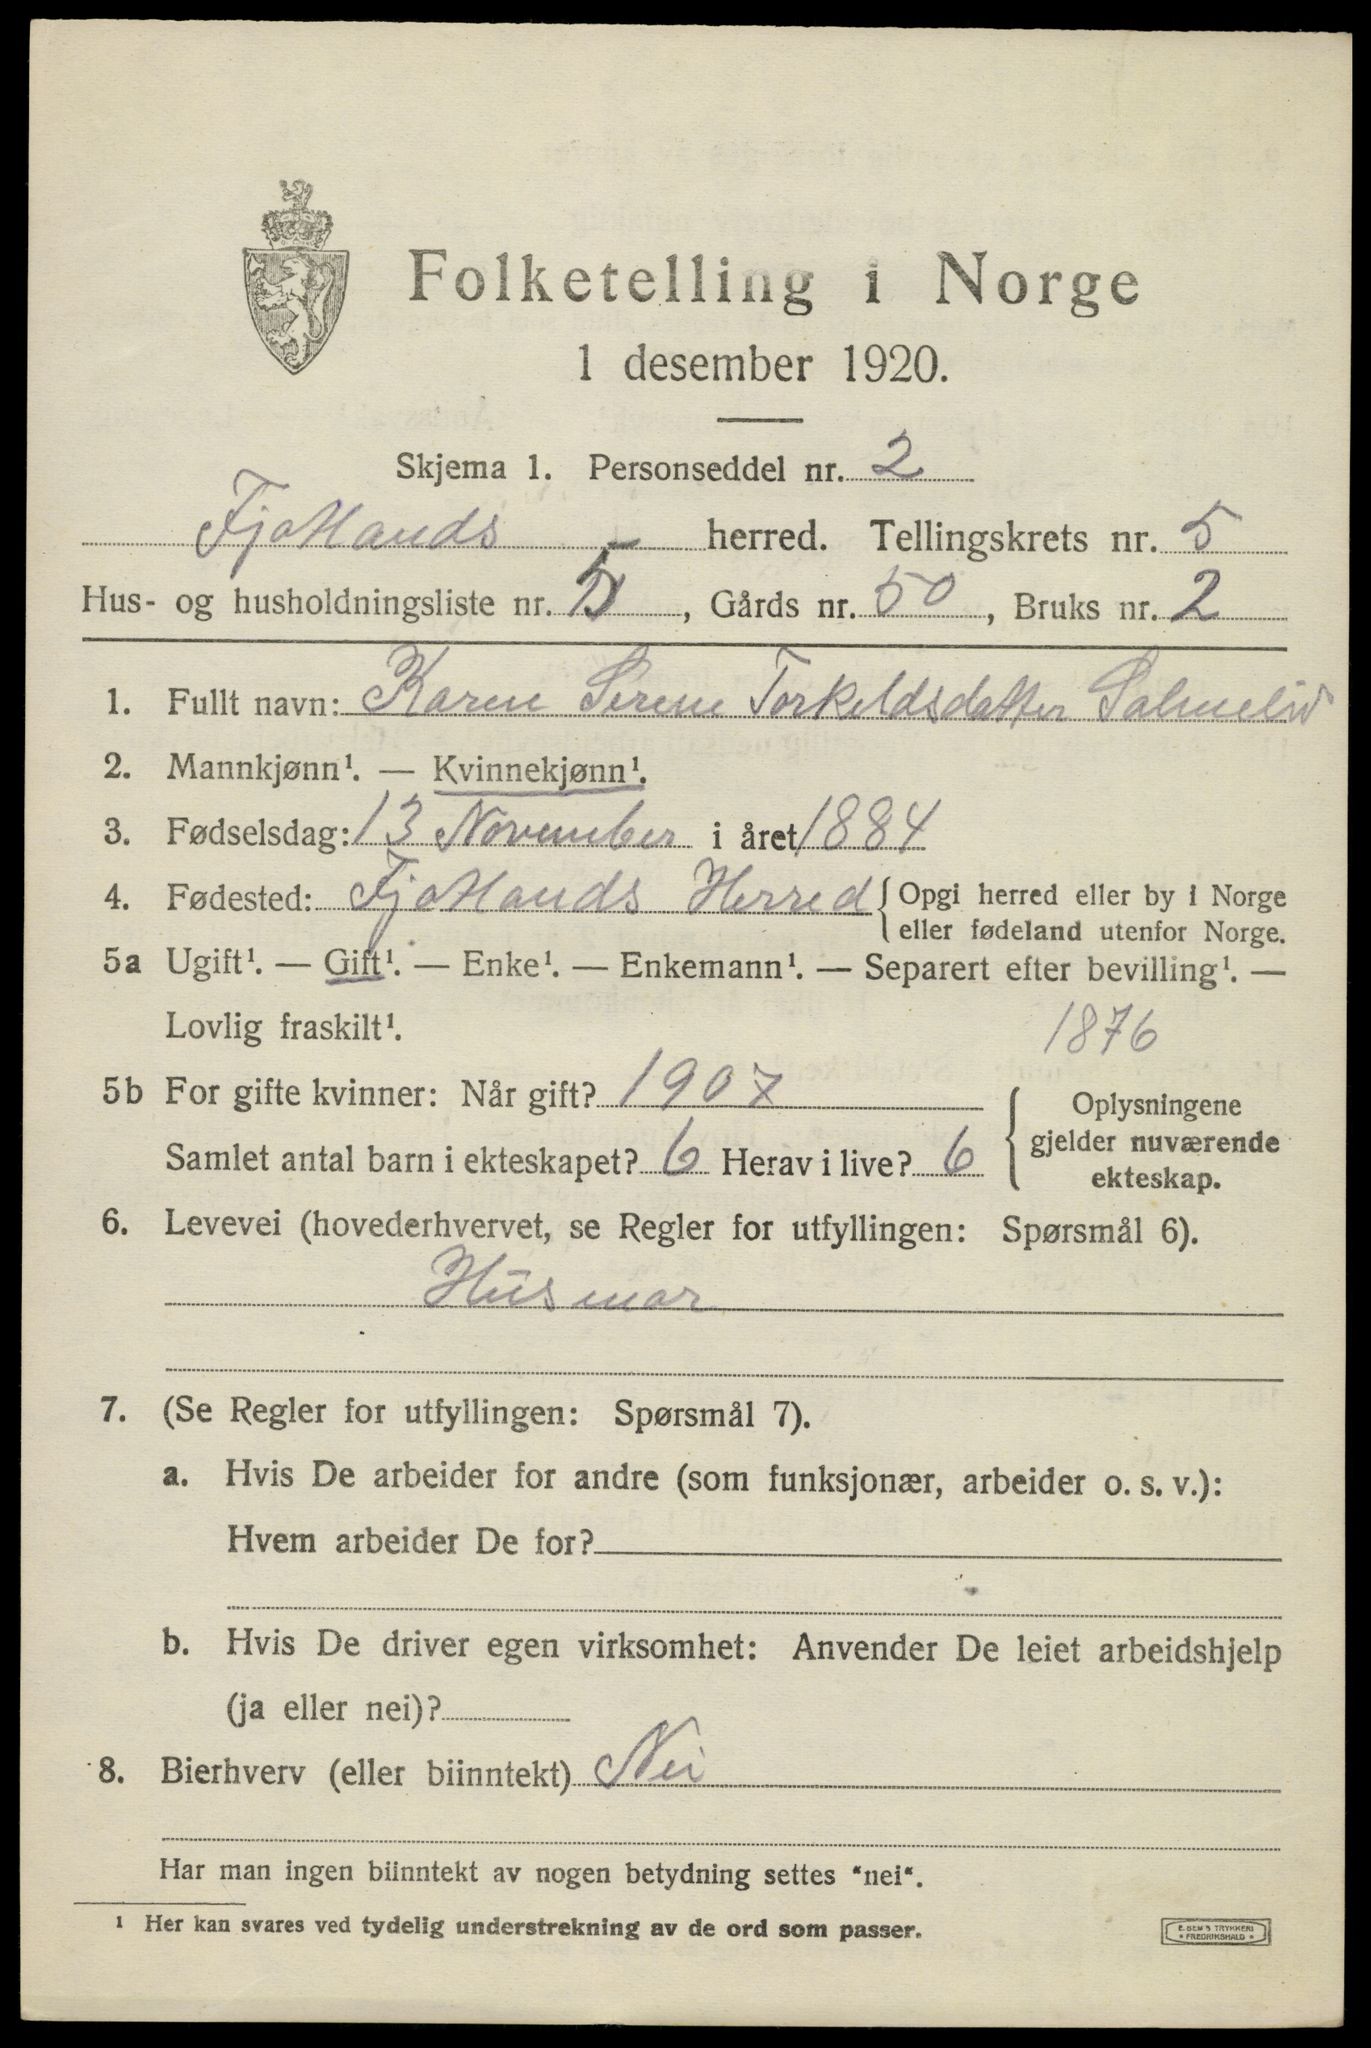 Folketelling i Norge
1 desember 1920.
Skjema 1. Personseddel nr. 2
Fjotlands herred. Tellingskrets nr. 5
Hus- og husholdningsliste nr. 5, Gårds nr. 50, Bruks nr. 2
1. Fullt navn: Karen Serene Torkeldsdatter Salmelid
2. Mannkjønn¹. — Kvinnekjønn¹.
3. Fødselsdag: 13 November i året 1884
4. Fødested: Fjotlands Herred {Opgi herred eller by i Norge
eller fødeland utenfor Norge.
5a Ugift¹. — Gift¹. — Enke¹. — Enkemann¹. — Separert efter bevilling¹. —
Lovlig fraskilt¹. 1876
5b For gifte kvinner: Når gift? 1907
Samlet antal barn i ekteskapet? 6 Herav i live? 6
{Oplysningene
gjelder nuværende
ekteskap.
6. Levevei (hovederhvervet, se Regler for utfyllingen: Spørsmål 6).
Husmor
7. (Se Regler for utfyllingen: Spørsmål 7).
a. Hvis De arbeider for andre (som funksjonær, arbeider o. s. v.):
Hvem arbeider De for?
b. Hvis De driver egen virksomhet: Anvender De leiet arbeidshjelp
(ja eller nei)?
8. Bierhverv (eller biinntekt) Nei
Har man ingen biinntekt av nogen betydning settes "nei".
¹ Her kan svares ved tydelig understrekning av de ord som passer.
E. SEM'S TRYKKERI
* FREDRIKSHALD *